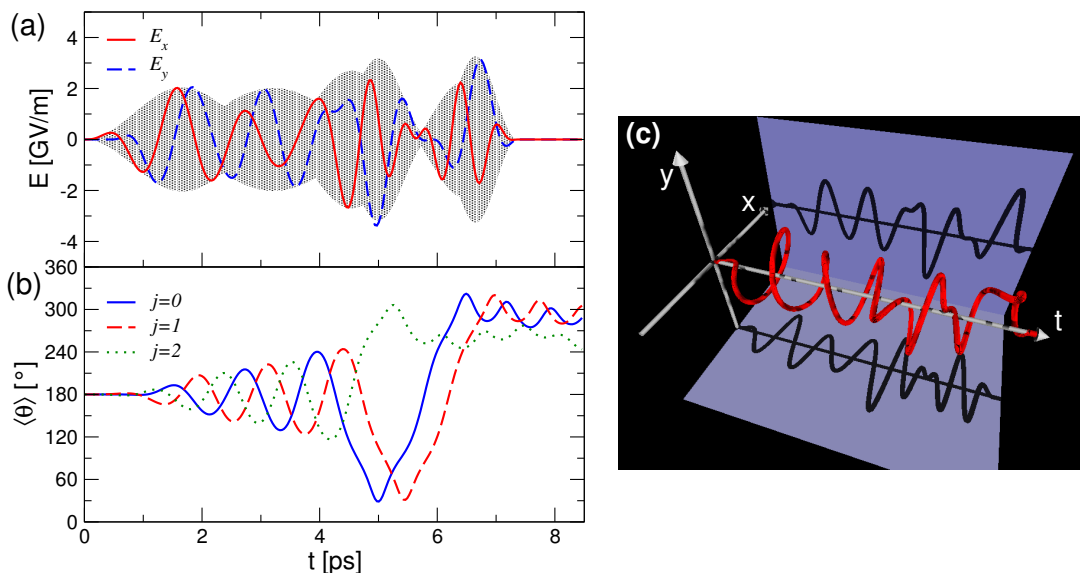 (a)
E_x
E_y
E [GV/m]
4
2
0
-2
-4
(b)
j=0
j=1
j=2
⟨θ⟩ [°]
360
300
240
180
120
60
0
0 2 4 6 8
t [ps]
(c)
y
x
t